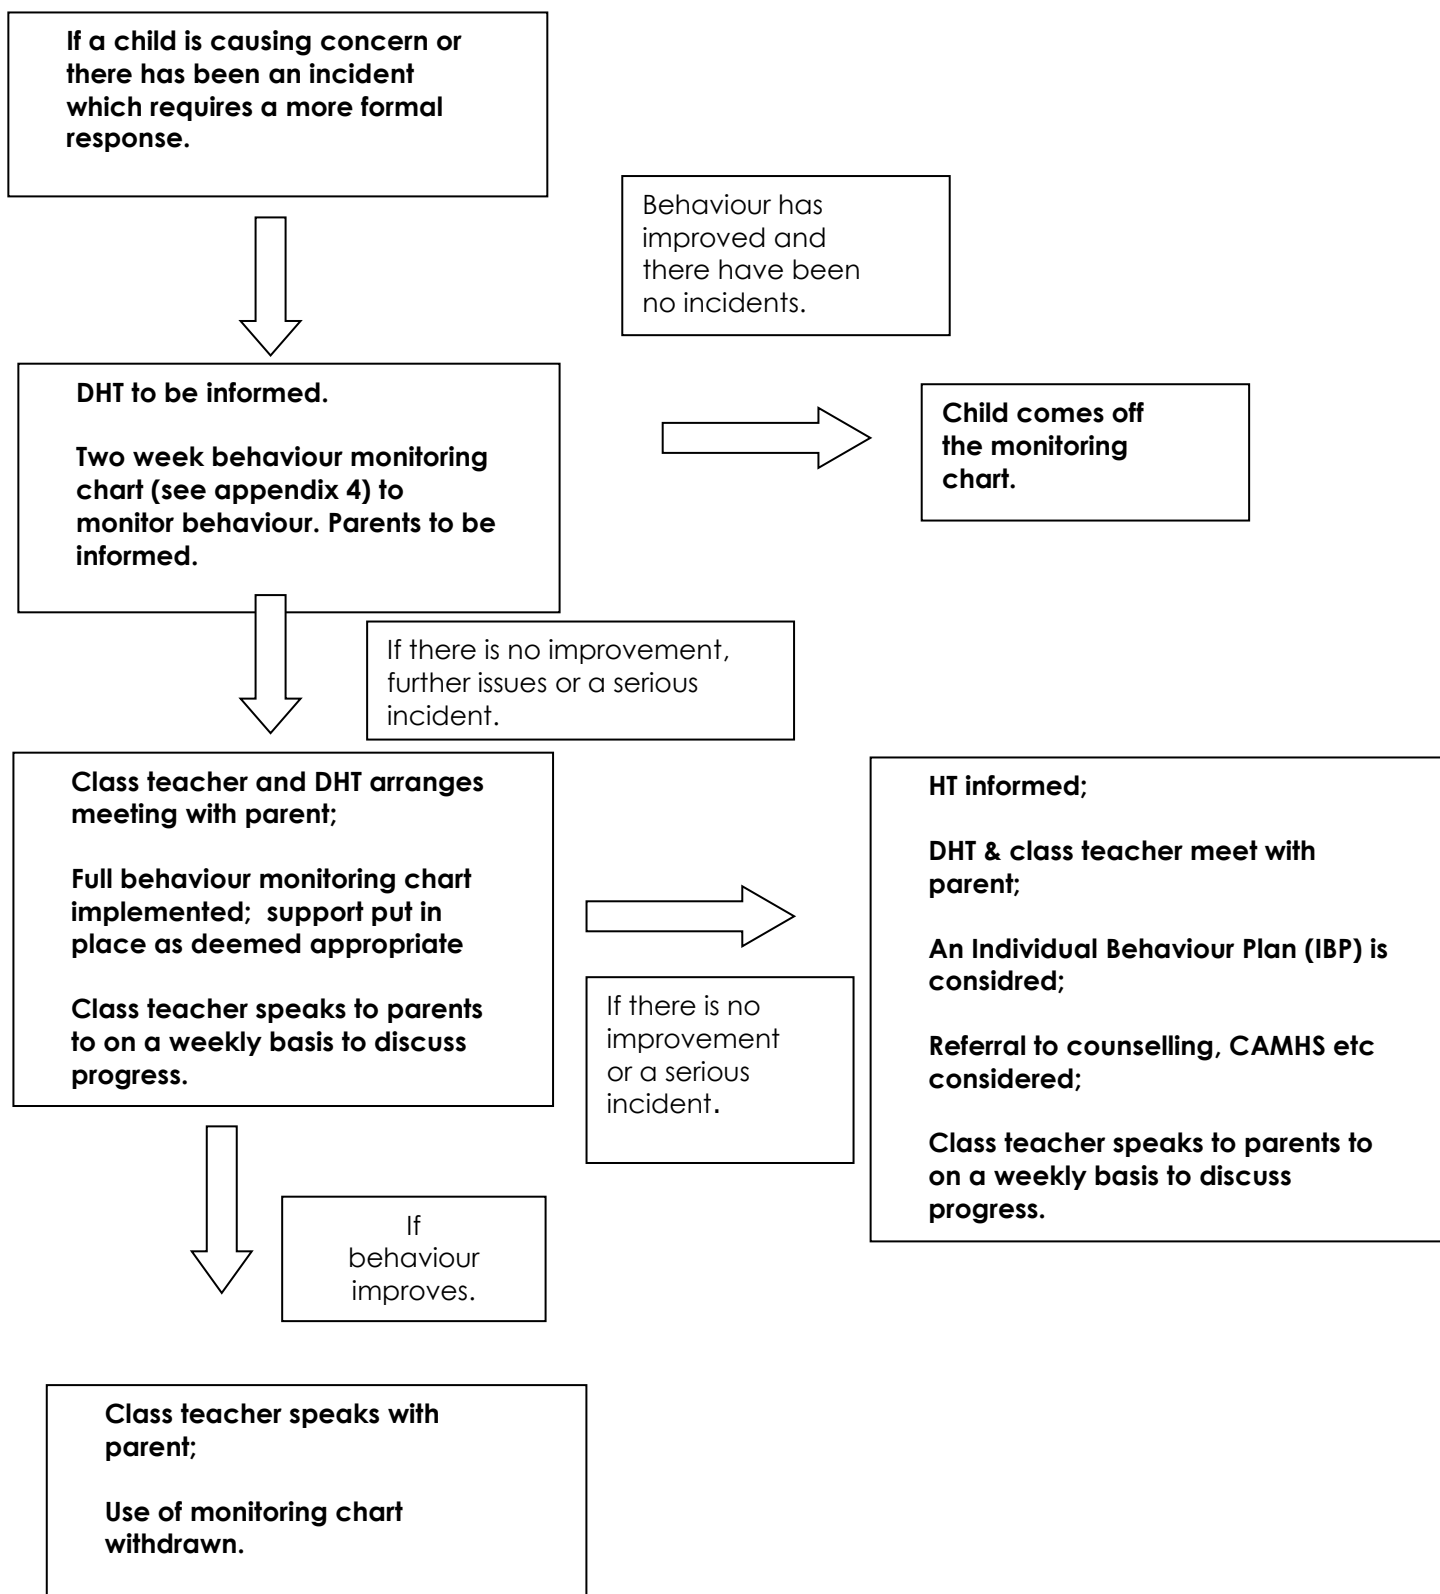 If a child is causing concern or
there has been an incident
which requires a more formal
response.
Behaviour has
improved and
there have been
no incidents.
DHT to be informed.
Two week behaviour monitoring
chart (see appendix 4) to
monitor behaviour. Parents to be
informed.
Child comes off
the monitoring
chart.
If there is no improvement,
further issues or a serious
incident.
Class teacher and DHT arranges
meeting with parent;
Full behaviour monitoring chart
implemented;  support put in
place as deemed appropriate
Class teacher speaks to parents
to on a weekly basis to discuss
progress.
If there is no
improvement
or a serious
incident.
HT informed;
DHT & class teacher meet with
parent;
An Individual Behaviour Plan (IBP) is
considred;
Referral to counselling, CAMHS etc
considered;
Class teacher speaks to parents to
on a weekly basis to discuss
progress.
If
behaviour
improves.
Class teacher speaks with
parent;
Use of monitoring chart
withdrawn.